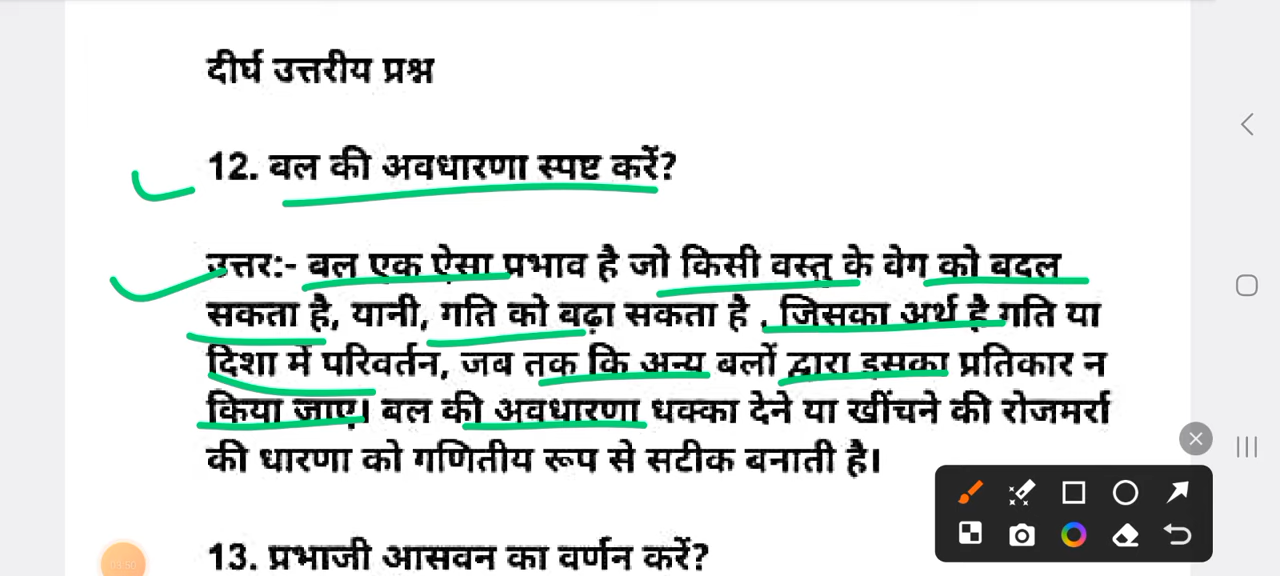 दीर्घ उत्तरीय प्रश्न
12. बल की अवधारणा स्पष्ट करें?
उत्तर:- बल एक ऐसा प्रभाव है जो किसी वस्तु के वेग को बदल
सकता है, यानी, गति को बढ़ा सकता है . जिसका अर्थ है गति या
दिशा में परिवर्तन, जब तक कि अन्य बलों द्वारा इसका प्रतिकार न
किया जाए। बल की अवधारणा धक्का देने या खींचने की रोजमर्रा
की धारणा को गणितीय रूप से सटीक बनाती है।
13. प्रभाजी आसवन का वर्णन करें?
03:50